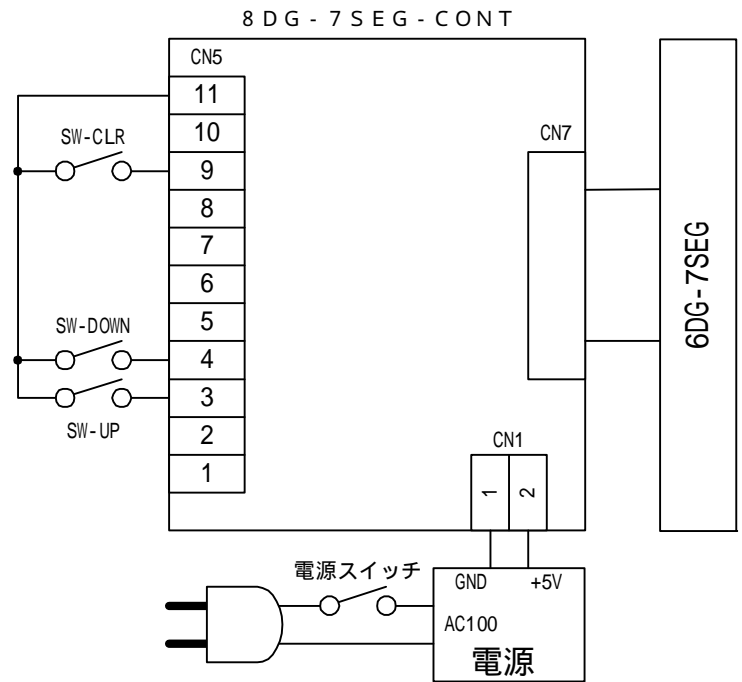 8DG-7SEG-CONT
CN5
11
10
9
8
7
6
5
4
3
2
1
SW-CLR
SW-DOWN
SW-UP
CN7
6DG-7SEG
CN1
1 2
電源スイッチ
GND +5V
AC100
電源